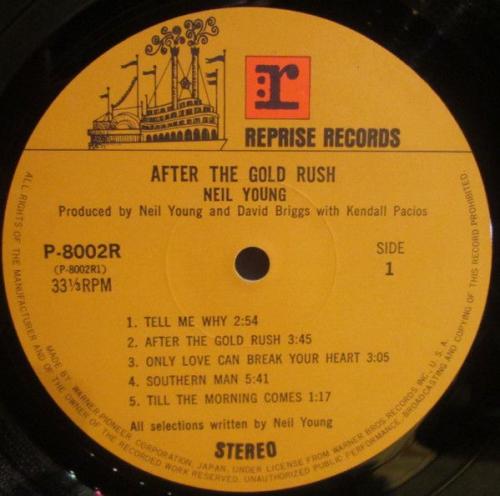 r
REPRISE RECORDS
AFTER THE GOLD RUSH
NEIL YOUNG
Produced by Neil Young and David Briggs with Kendall Pacios
P-8002R
(P-8002R1)
33⅓RPM
SIDE
1
1. TELL ME WHY 2:54
2. AFTER THE GOLD RUSH 3:45
3. ONLY LOVE CAN BREAK YOUR HEART 3:05
4. SOUTHERN MAN 5:41
5. TILL THE MORNING COMES 1:17
All selections written by Neil Young
STEREO
MADE BY WARNER-PIONEER CORPORATION, JAPAN, UNDER LICENSE FROM WARNER BROS. RECORDS INC., U.S.A.
ALL RIGHTS OF THE MANUFACTURER AND OF THE OWNER OF THE RECORDED WORK RESERVED. UNAUTHORIZED PUBLIC PERFORMANCE, BROADCASTING AND COPYING OF THIS RECORD PROHIBITED.